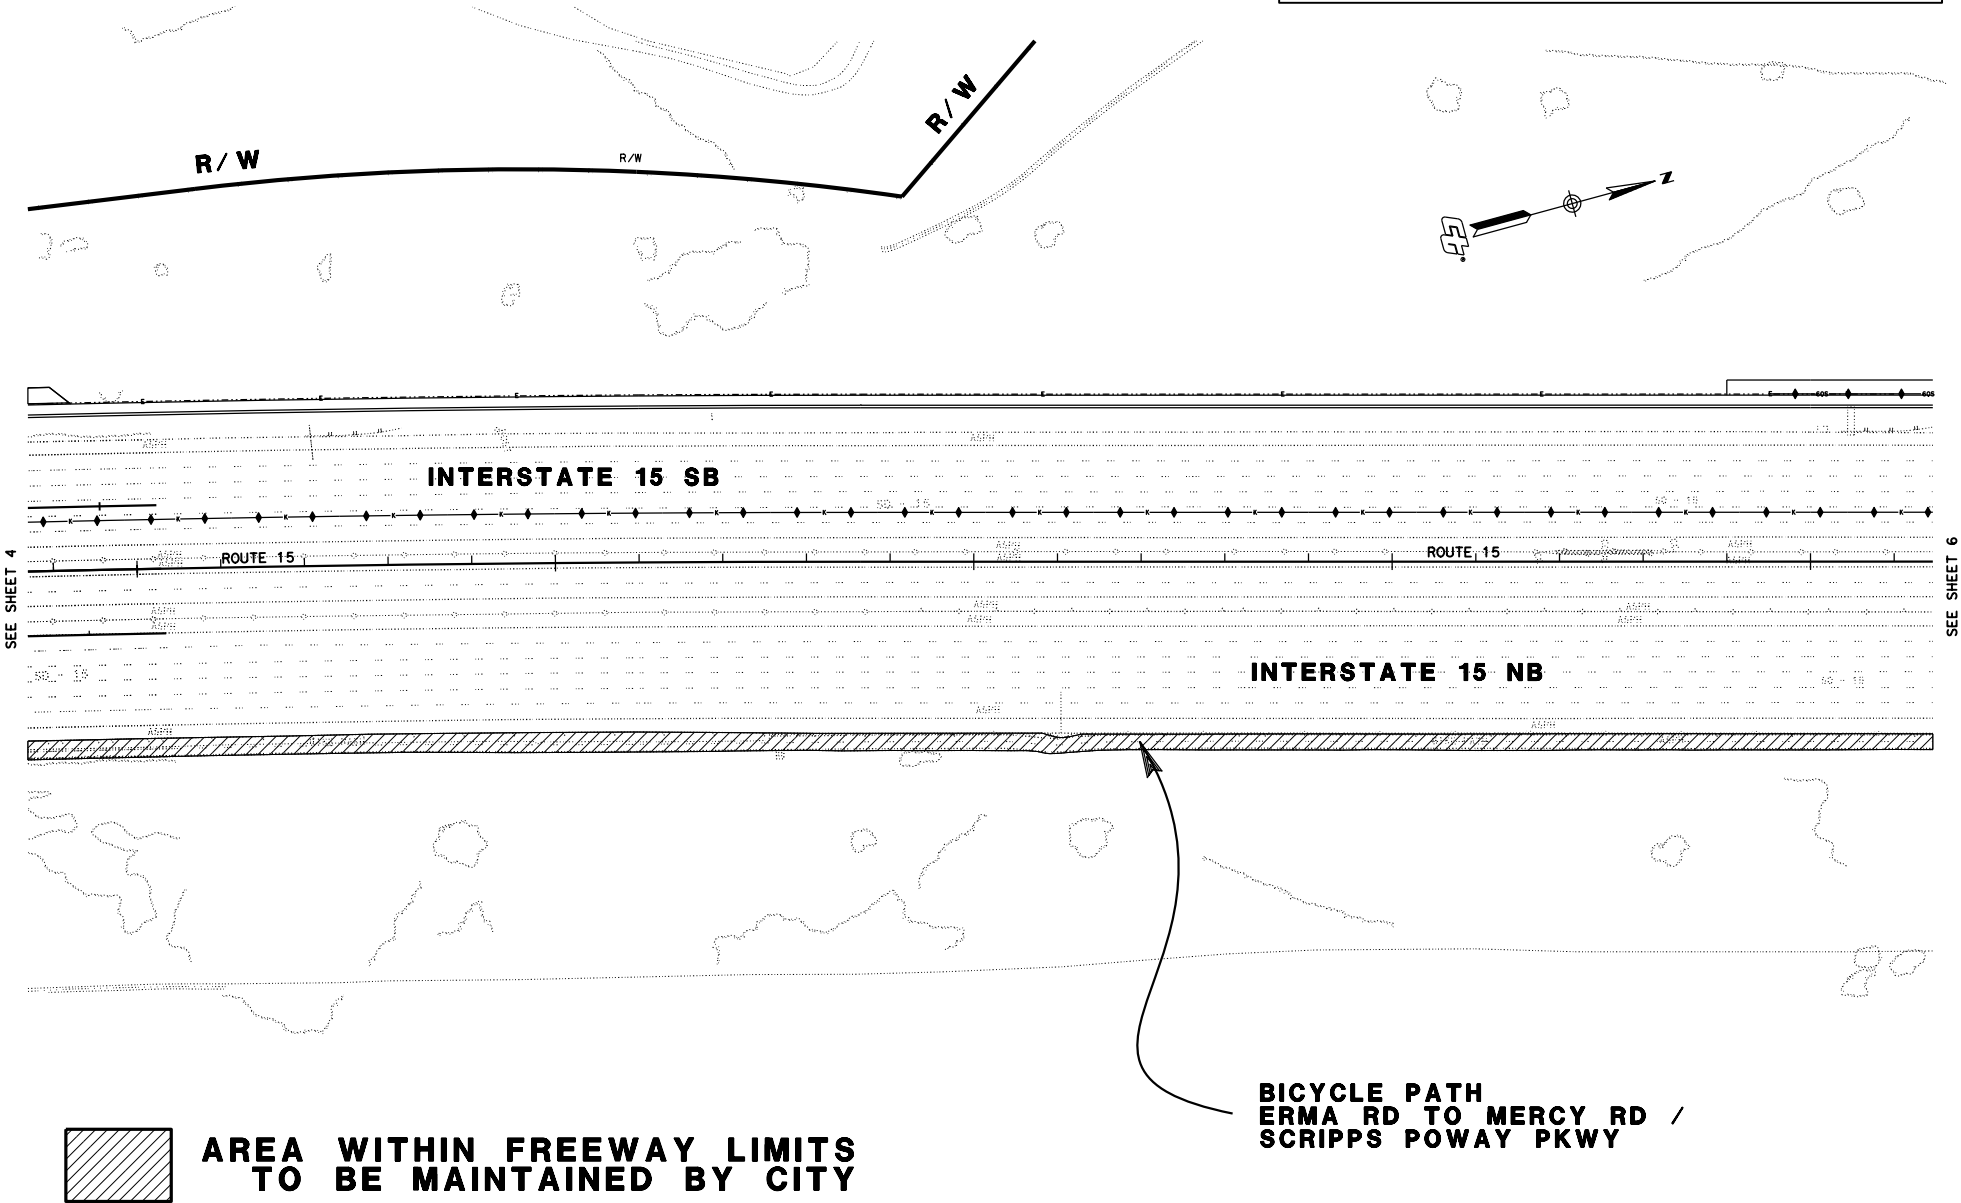 R/W
R/W
R/W
Z
INTERSTATE 15 SB
ROUTE 15
ROUTE 15
SEE SHEET 4
SEE SHEET 6
INTERSTATE 15 NB
BICYCLE PATH
ERMA RD TO MERCY RD /
SCRIPPS POWAY PKWY
AREA WITHIN FREEWAY LIMITS
TO BE MAINTAINED BY CITY